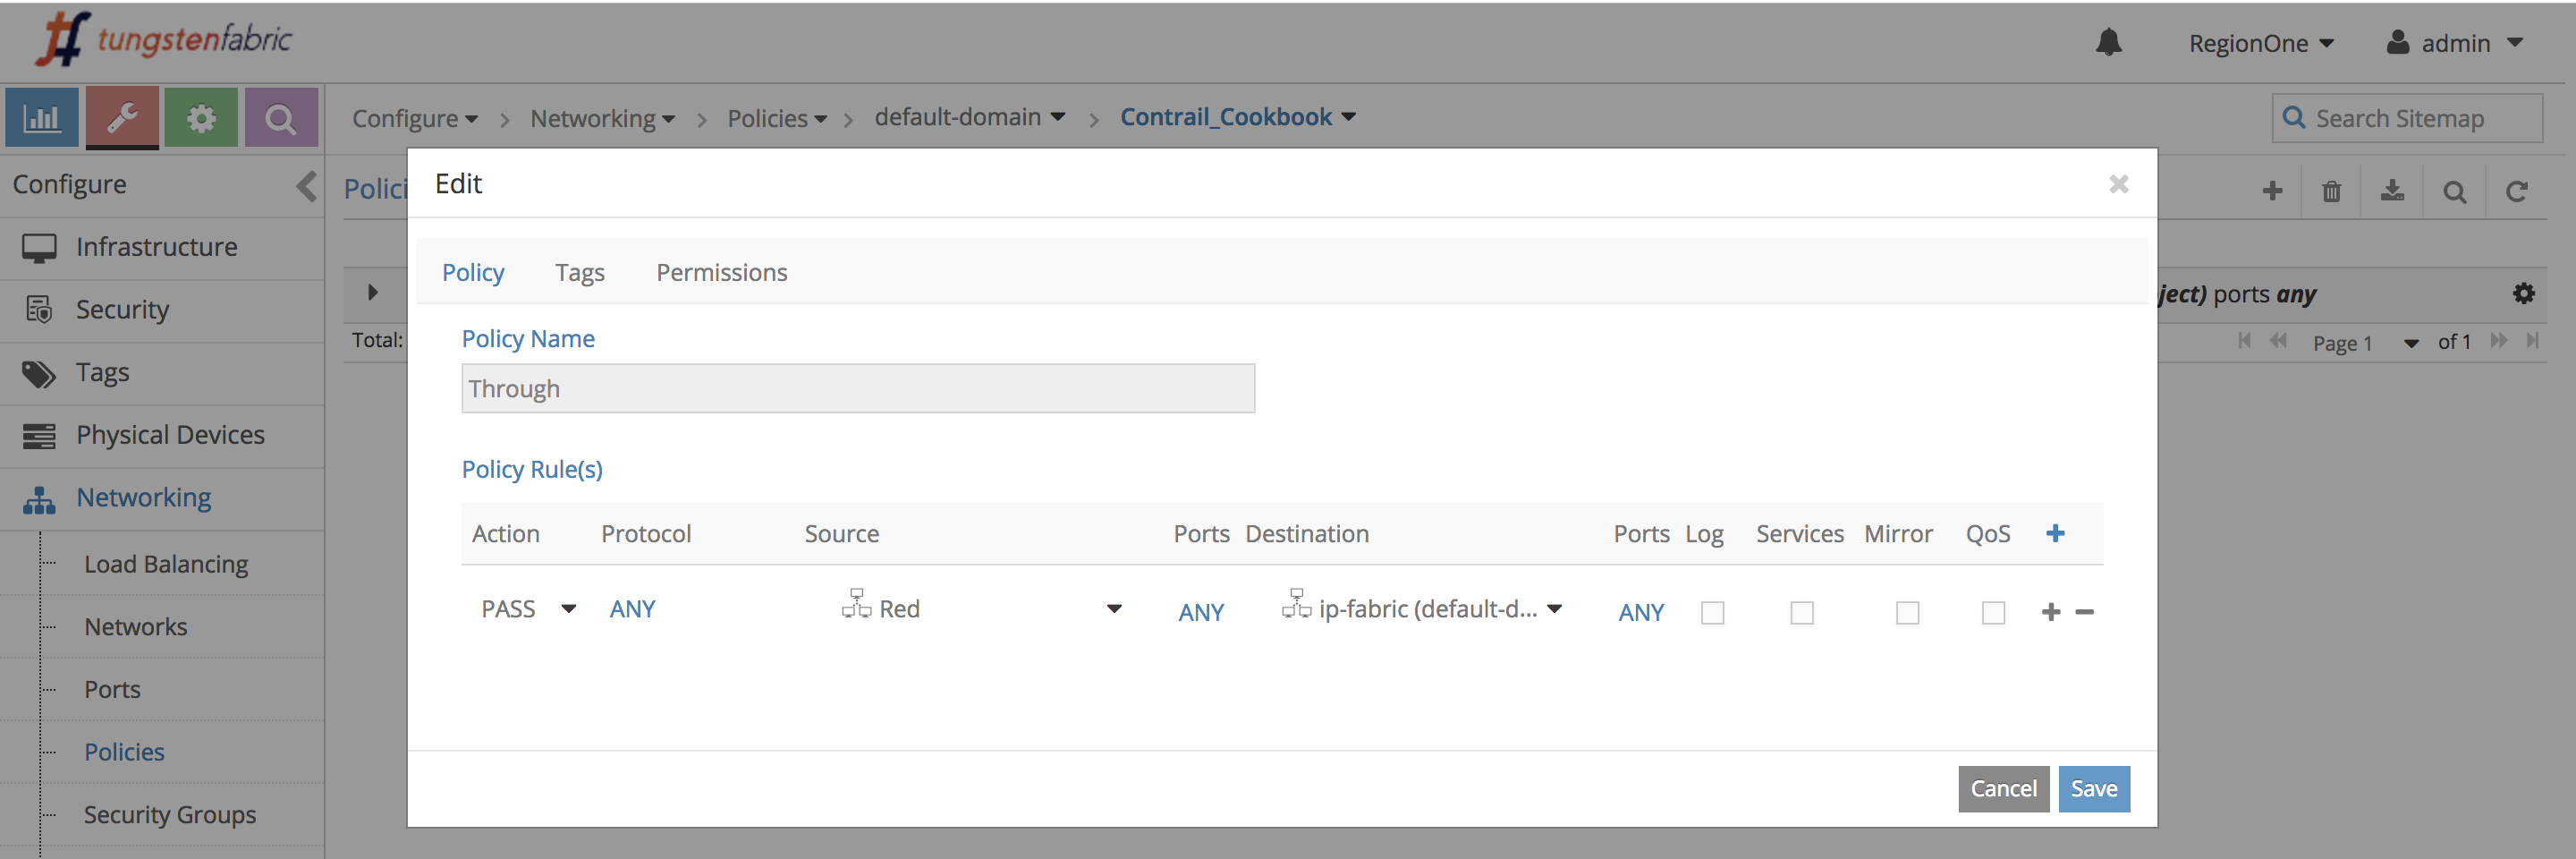 tungstenfabric
RegionOne
admin
Configure > Networking > Policies > default-domain > Contrail_Cookbook
Search Sitemap
Configure
Edit
Infrastructure
Security
Tags
Physical Devices
Networking
Load Balancing
Networks
Ports
Policies
Security Groups
Policy Tags Permissions
ports any
Total:
Page 1 of 1
Policy Name
Through
Policy Rule(s)
Action Protocol Source Ports Destination Ports Log Services Mirror QoS
PASS ANY Red ANY ip-fabric (default-d... ANY
Cancel Save